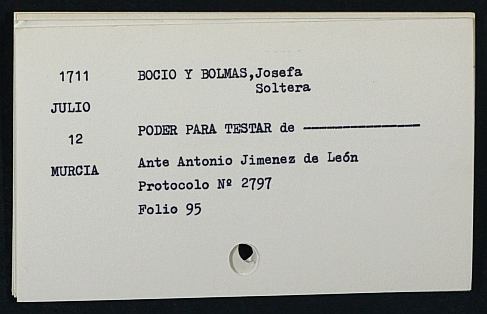 1711 BOCIO Y BOLMAS, Josefa
Soltera
JULIO
12 PODER PARA TESTAR de ----------------
MURCIA Ante Antonio Jimenez de León
Protocolo Nº 2797
Folio 95